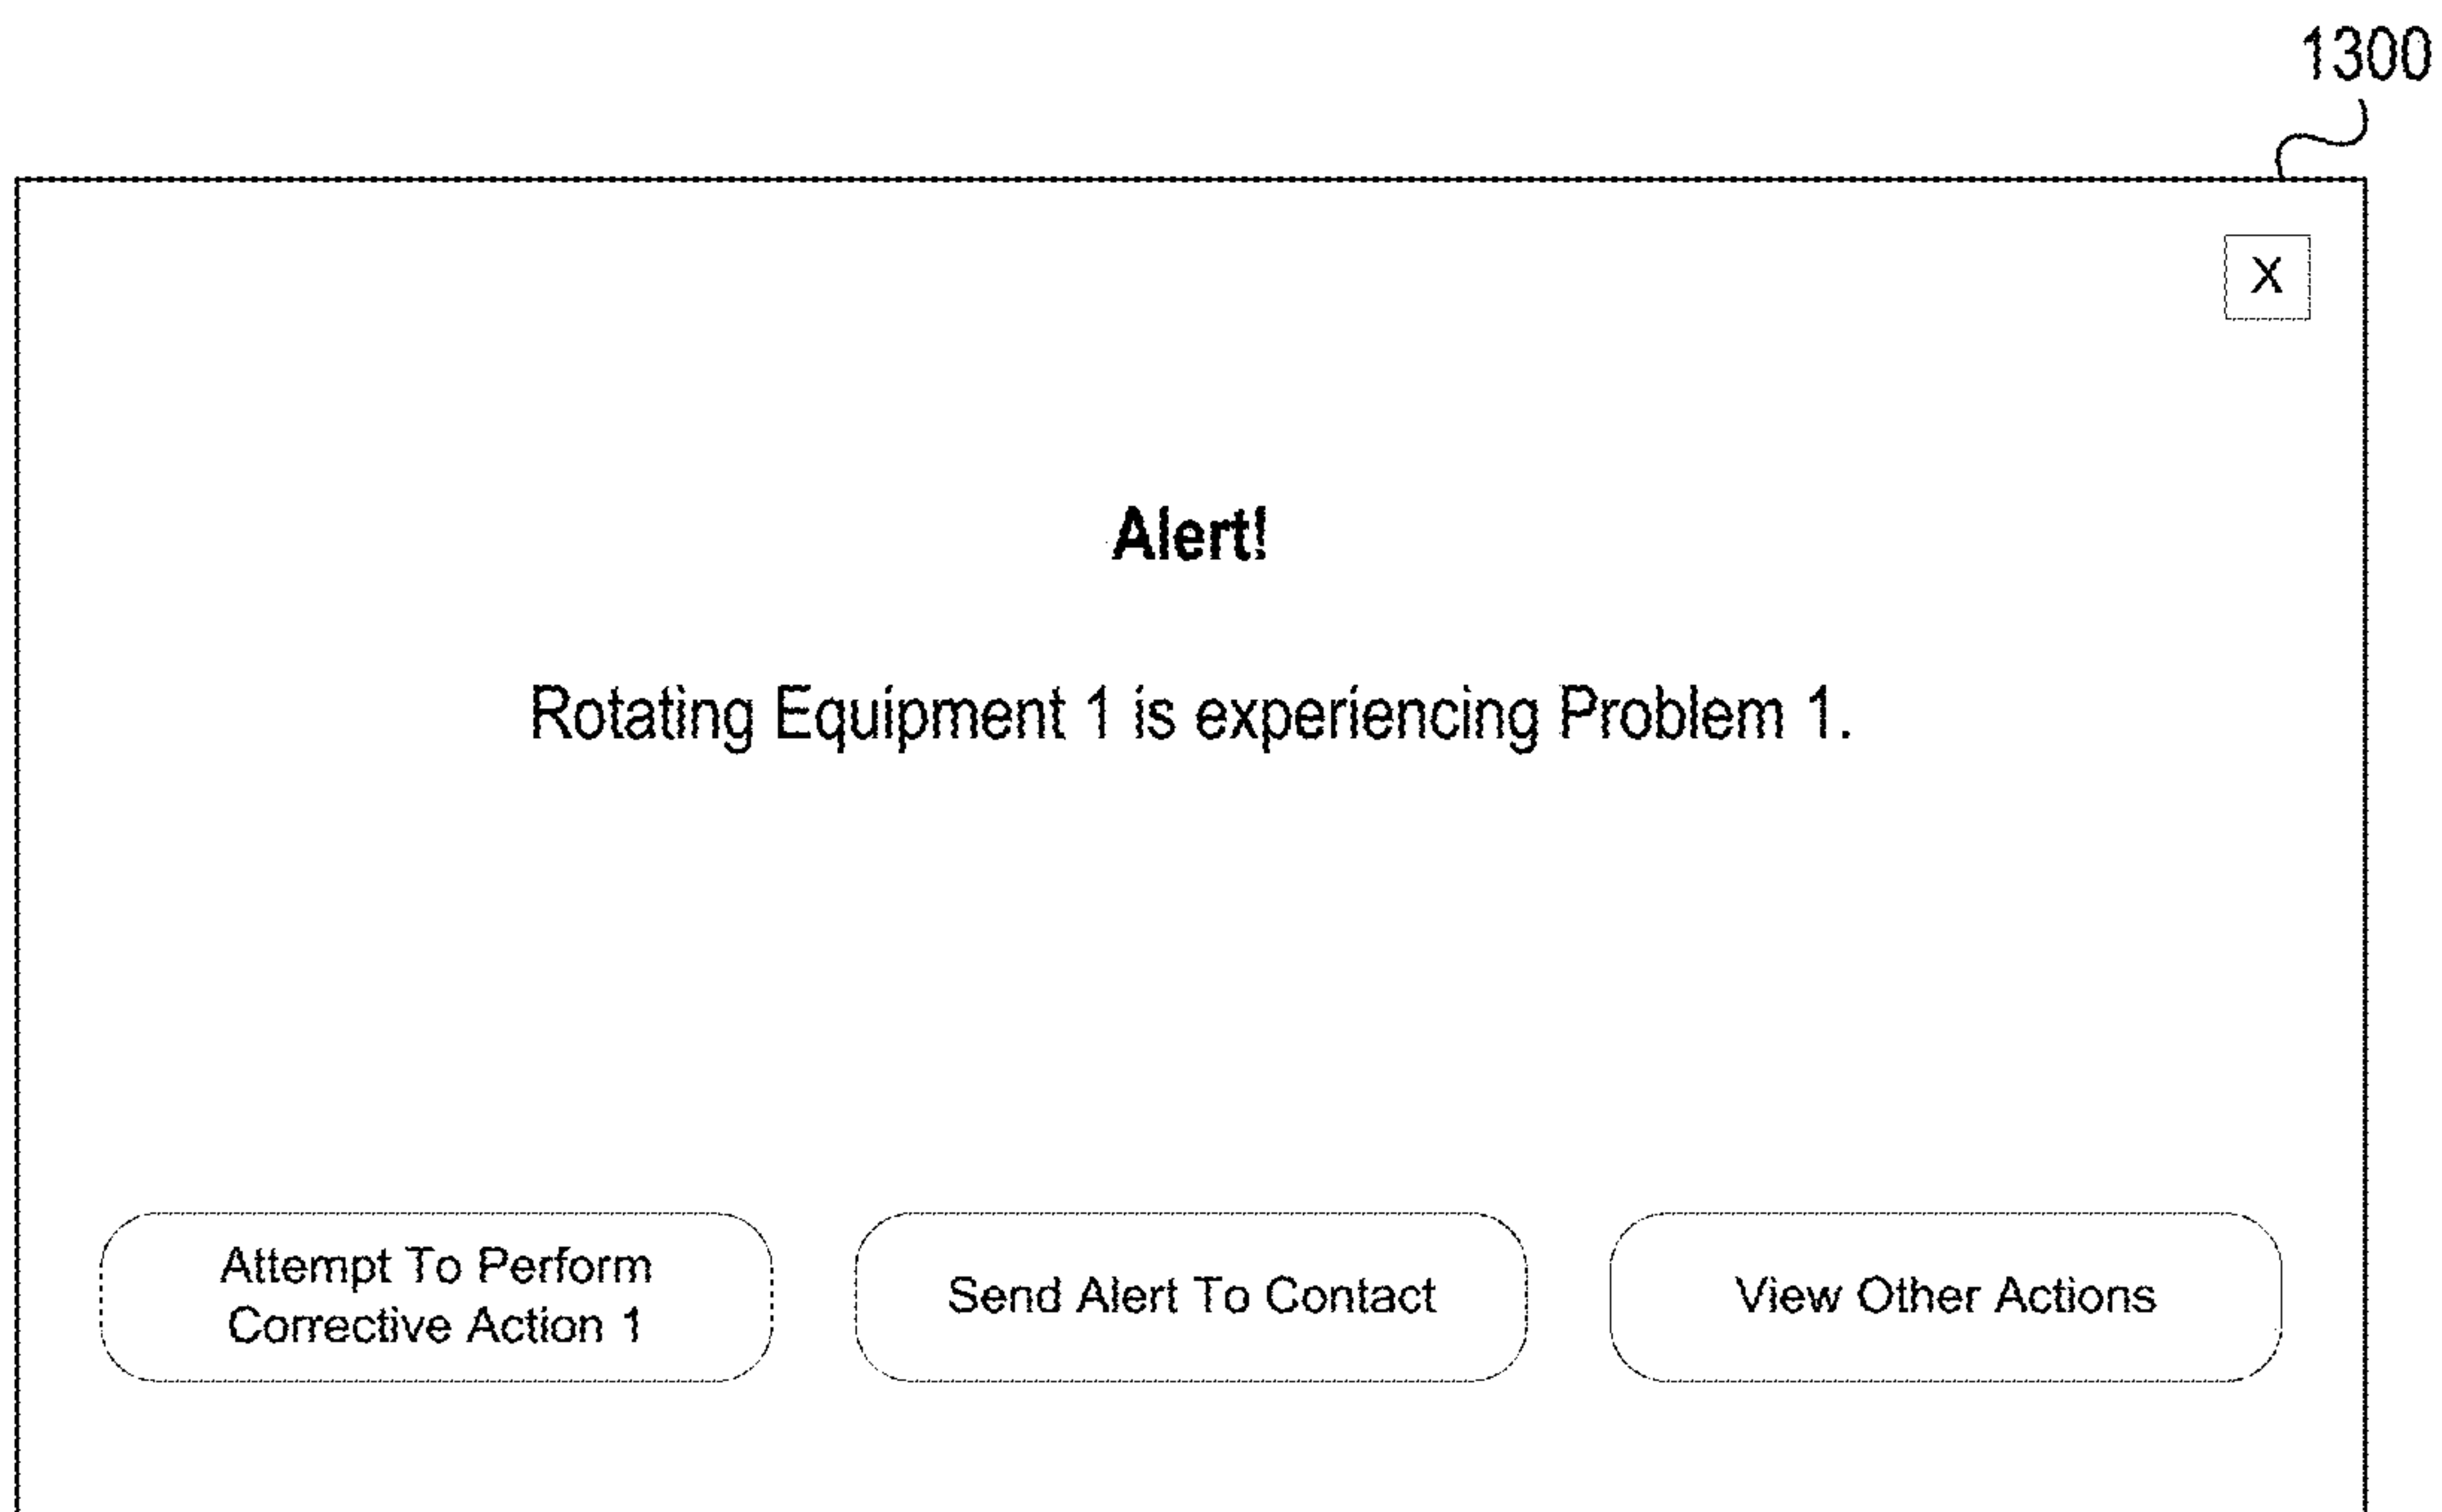 1300
X
Alert!
Rotating Equipment 1 is experiencing Problem 1.
Attempt To Perform
Corrective Action 1
Send Alert To Contact
View Other Actions